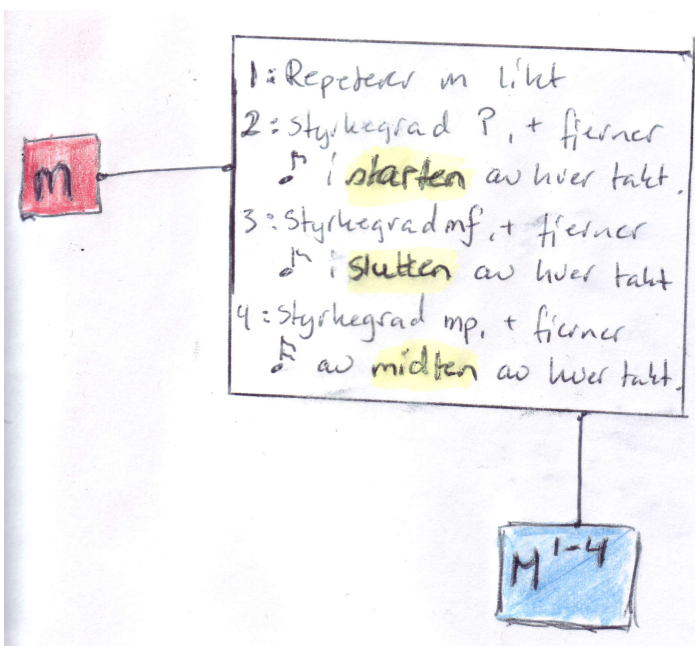 m
1: Repeterer m likt
2: Styrkegrad P, + fjerner
♪ i starten av hver takt.
3: Styrkegrad mf, + fjerner
♪ i slutten av hver takt
4: Styrkegrad mp, + fjerner
♪ av midten av hver takt.
M 1-4